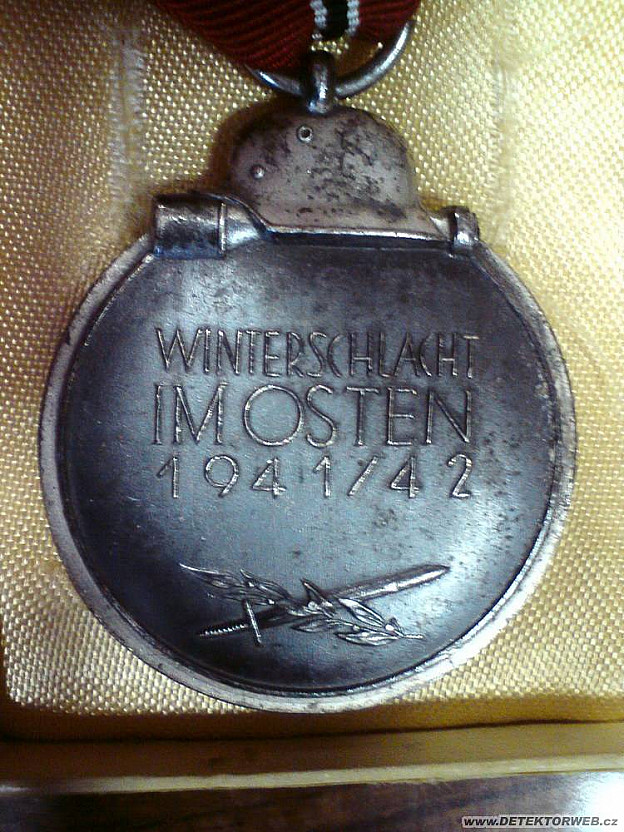 WINTERSCHLACHT
IM OSTEN
1941/42
www.DETEKTORWEB.cz